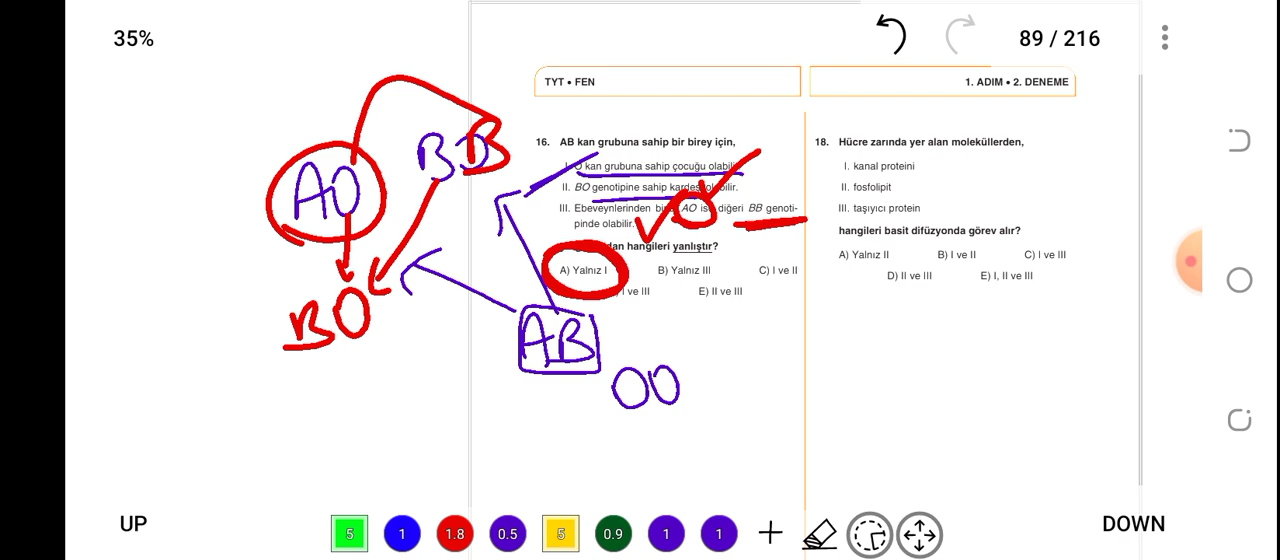 35%
89 / 216
TYT • FEN
1. ADIM • 2. DENEME
16. AB kan grubuna sahip bir birey için,
I. O kan grubuna sahip çocuğu olabilir.
II. BO genotipine sahip kardeşi olabilir.
III. Ebeveynlerinden AO diğeri BB genoti-
pinde olabilir.
hangileri yanlıştır?
A) Yalnız I B) Yalnız III C) I ve II
I ve III E) II ve III
18. Hücre zarında yer alan moleküllerden,
I. kanal proteini
II. fosfolipit
III. taşıyıcı protein
hangileri basit difüzyonda görev alır?
A) Yalnız II B) I ve II C) I ve III
D) II ve III E) I, II ve III
AO
B B
BO
AB
OO
UP
5 1 1.8 0.5 5 0.9 1 1
DOWN